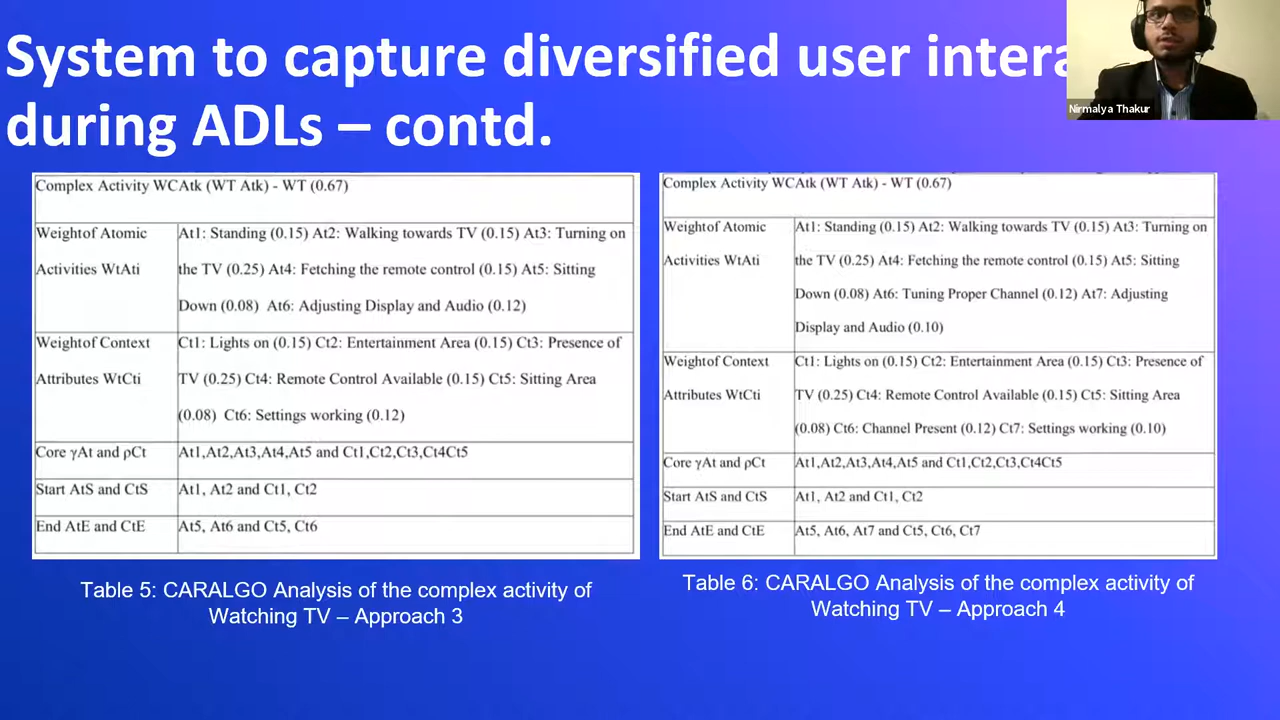 System to capture diversified user intera
during ADLs – contd.
Nirmalya Thakur
Complex Activity WCAtk (WT Atk) - WT (0.67)
Weightof Atomic
Activities WtAti
At1: Standing (0.15) At2: Walking towards TV (0.15) At3: Turning on
the TV (0.25) At4: Fetching the remote control (0.15) At5: Sitting
Down (0.08) At6: Adjusting Display and Audio (0.12)
Weightof Context
Attributes WtCti
Ct1: Lights on (0.15) Ct2: Entertainment Area (0.15) Ct3: Presence of
TV (0.25) Ct4: Remote Control Available (0.15) Ct5: Sitting Area
(0.08) Ct6: Settings working (0.12)
Core γAt and ρCt
At1,At2,At3,At4,At5 and Ct1,Ct2,Ct3,Ct4Ct5
Start AtS and CtS
At1, At2 and Ct1, Ct2
End AtE and CtE
At5, At6 and Ct5, Ct6
Table 5: CARALGO Analysis of the complex activity of
Watching TV – Approach 3
Complex Activity WCAtk (WT Atk) - WT (0.67)
Weightof Atomic
Activities WtAti
At1: Standing (0.15) At2: Walking towards TV (0.15) At3: Turning on
the TV (0.25) At4: Fetching the remote control (0.15) At5: Sitting
Down (0.08) At6: Tuning Proper Channel (0.12) At7: Adjusting
Display and Audio (0.10)
Weightof Context
Attributes WtCti
Ct1: Lights on (0.15) Ct2: Entertainment Area (0.15) Ct3: Presence of
TV (0.25) Ct4: Remote Control Available (0.15) Ct5: Sitting Area
(0.08) Ct6: Channel Present (0.12) Ct7: Settings working (0.10)
Core γAt and ρCt
At1,At2,At3,At4,At5 and Ct1,Ct2,Ct3,Ct4Ct5
Start AtS and CtS
At1, At2 and Ct1, Ct2
End AtE and CtE
At5, At6, At7 and Ct5, Ct6, Ct7
Table 6: CARALGO Analysis of the complex activity of
Watching TV – Approach 4